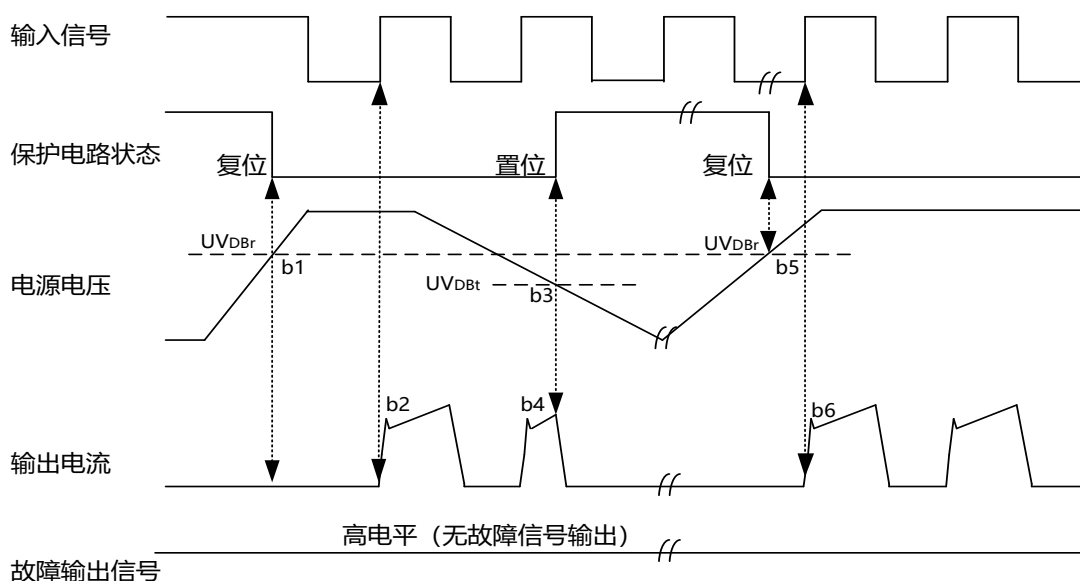 输入信号
保护电路状态
复位
置位
复位
UVDBr
UVDBr
b1
b5
电源电压
UVDBt
b3
b2
b4
b6
输出电流
高电平（无故障信号输出）
故障输出信号